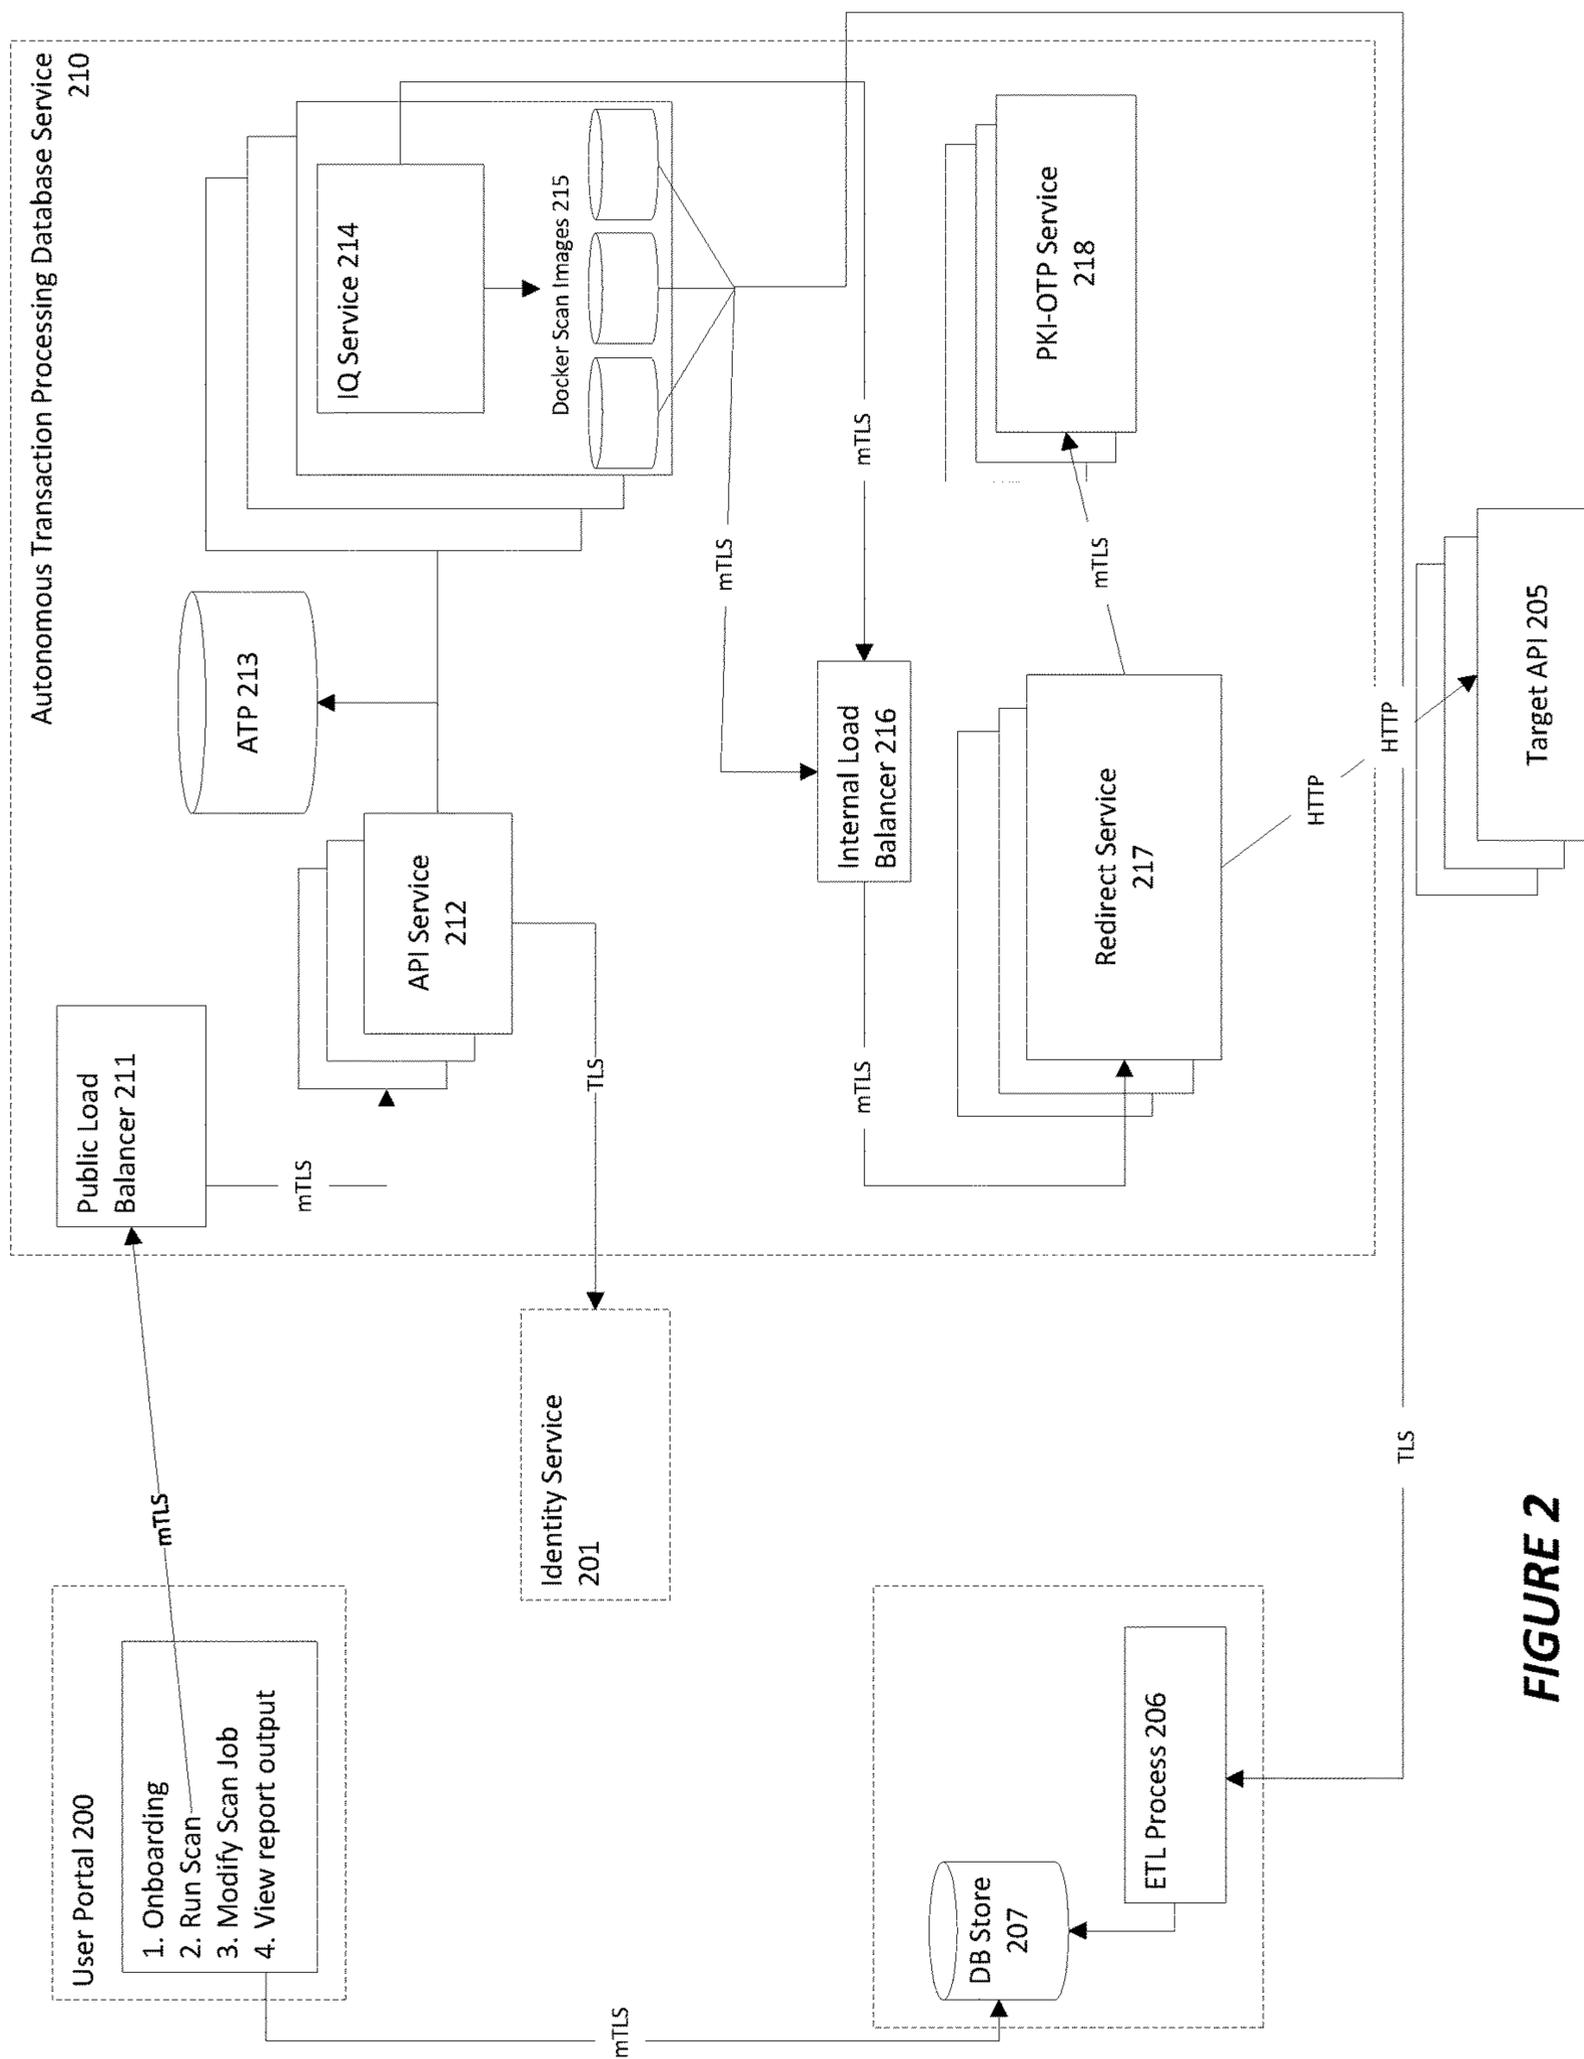 Autonomous Transaction Processing Database Service
210
User Portal 200
1. Onboarding
2. Run Scan
3. Modify Scan Job
4. View report output
mTLS
Public Load
Balancer 211
mTLS
API Service
212
ATP 213
IQ Service 214
Docker Scan Images 215
TLS
Identity Service
201
mTLS
mTLS
Internal Load
Balancer 216
mTLS
Redirect Service
217
mTLS
PKI-OTP Service
218
HTTP
HTTP
Target API 205
TLS
mTLS
DB Store
207
ETL Process 206
FIGURE 2